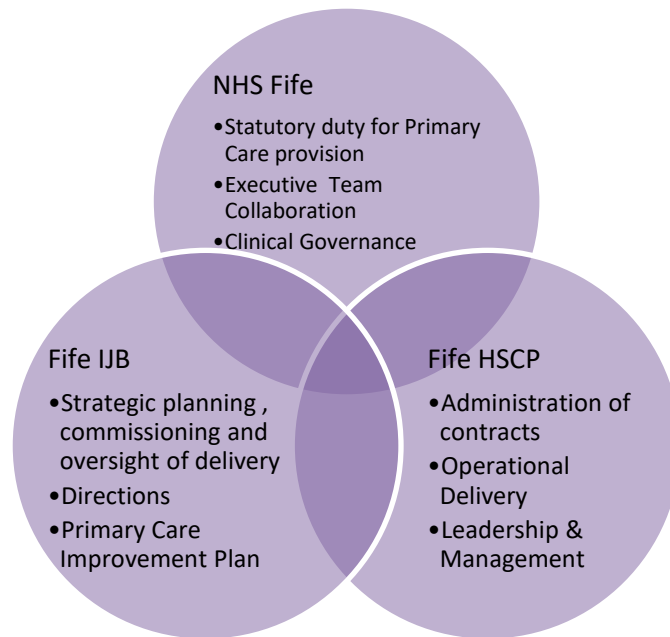 NHS Fife
•Statutory duty for Primary
Care provision
•Executive Team
Collaboration
•Clinical Governance
Fife IJB
•Strategic planning ,
commissioning and
oversight of delivery
•Directions
•Primary Care
Improvement Plan
Fife HSCP
•Administration of
contracts
•Operational
Delivery
•Leadership &
Management